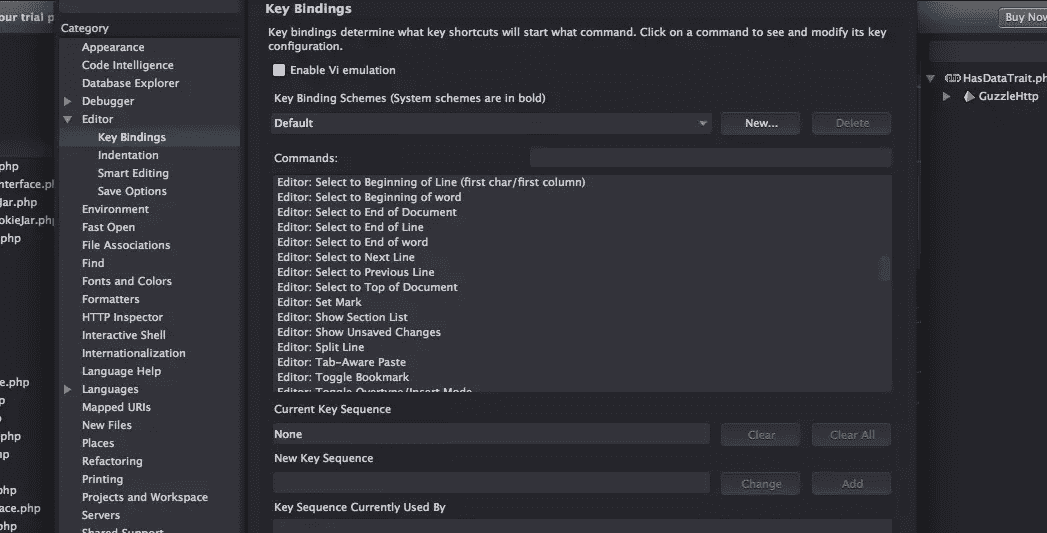 our trial p
.php
nterface.p
Jar.php
okieJar.ph
.php
e.php
p
.php
np
php
ace.php
php
Category
Appearance
Code Intelligence
Database Explorer
Debugger
Editor
Key Bindings
Indentation
Smart Editing
Save Options
Environment
Fast Open
File Associations
Find
Fonts and Colors
Formatters
HTTP Inspector
Interactive Shell
Internationalization
Language Help
Languages
Mapped URIs
New Files
Places
Refactoring
Printing
Projects and Workspace
Servers
Shared Support
Key Bindings
Key bindings determine what key shortcuts will start what command. Click on a command to see and modify its key
configuration.
Enable Vi emulation
Key Binding Schemes (System schemes are in bold)
Default
New...
Delete
Commands:
Editor: Select to Beginning of Line (first char/first column)
Editor: Select to Beginning of word
Editor: Select to End of Document
Editor: Select to End of Line
Editor: Select to End of word
Editor: Select to Next Line
Editor: Select to Previous Line
Editor: Select to Top of Document
Editor: Set Mark
Editor: Show Section List
Editor: Show Unsaved Changes
Editor: Split Line
Editor: Tab-Aware Paste
Editor: Toggle Bookmark
Editor: Toggle Overtype/Insert Mode
Current Key Sequence
None
Clear
Clear All
New Key Sequence
Change
Add
Key Sequence Currently Used By
Buy Now
HasDataTrait.ph
GuzzleHttp